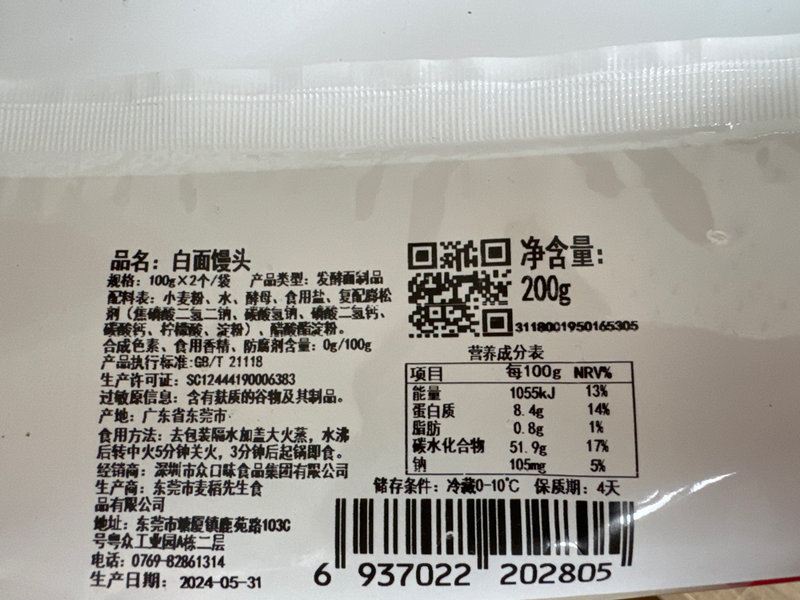 品名：白面馒头
规格：100g×2个/袋 产品类型：发酵面制品
配料表：小麦粉、水、酵母、食用盐、复配膨松
剂（焦磷酸二氢二钠、碳酸氢钠、磷酸二氢钙、
碳酸钙、柠檬酸、淀粉）、醋酸酯淀粉。
合成色素、食用香精、防腐剂含量：0g/100g
产品执行标准:GB/T 21118
生产许可证：SC12444190006383
过敏原信息：含有麸质的谷物及其制品。
产地：广东省东莞市
食用方法：去包装隔水加盖大火蒸，水沸
后转中火5分钟关火，3分钟后起锅即食。
经销商：深圳市众口味食品集团有限公司
生产商：东莞市麦稻先生食
品有限公司
地址：东莞市塘厦镇鹿苑路103C
号粤众工业园A栋二层
电话：0769-82861314
生产日期：2024-05-31
净含量：
200g
3118001950165305
营养成分表
项目 每100g NRV%
能量 1055kJ 13%
蛋白质 8.4g 14%
脂肪 0.8g 1%
碳水化合物 51.9g 17%
钠 105mg 5%
储存条件：冷藏0-10℃ 保质期：4天
6 937022 202805